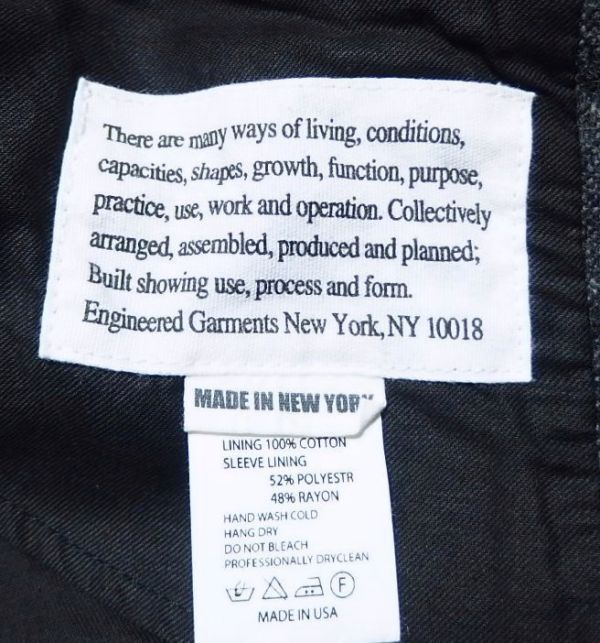 There are many ways of living, conditions,
capacities, shapes, growth, function, purpose,
practice, use, work and operation. Collectively
arranged, assembled, produced and planned;
Built showing use, process and form.
Engineered Garments New York, NY 10018
MADE IN NEW
LINING 100% COTTON
SLEEVE LINING
52% POLYESTR
48% RAYON
HAND WASH COLD
HANG DRY
DO NOT BLEACH
PROFESSIONALLY DRYCLEAN
F
MADE IN USA